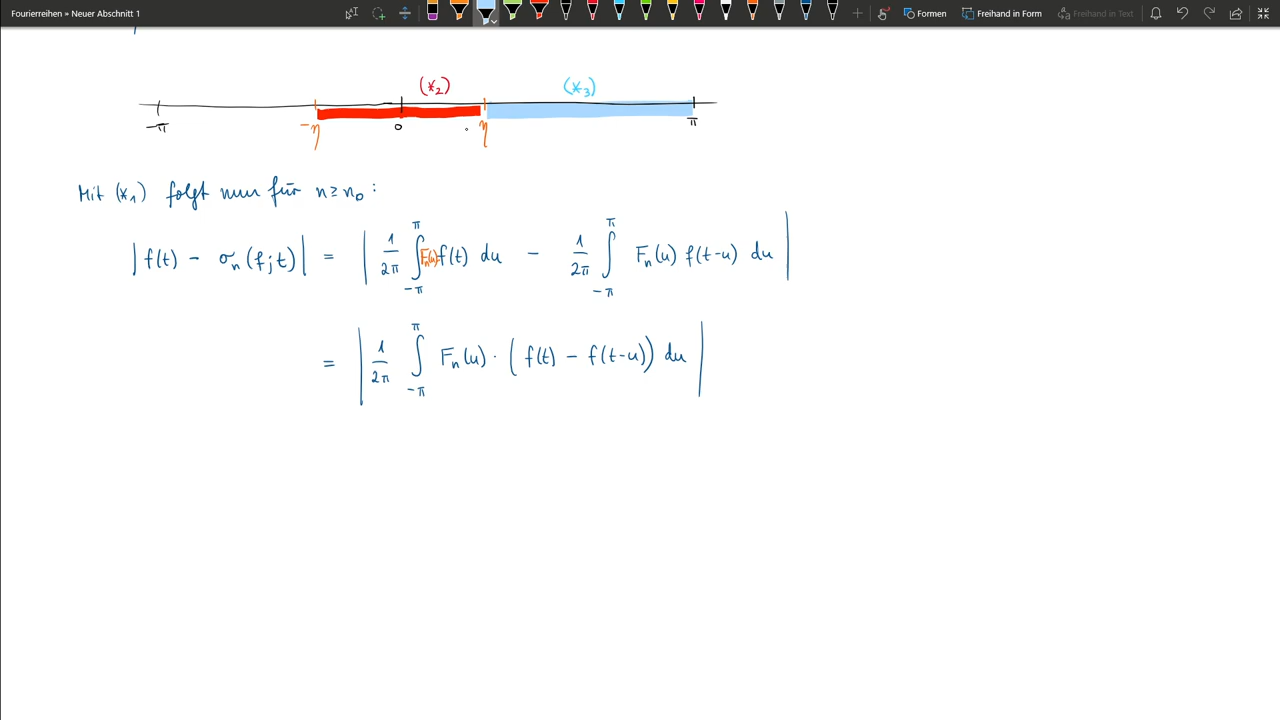 Fourierreihen » Neuer Abschnitt 1
Formen
Freihand in Form
Freihand in Text
(*₂) (*₃)
-π -η 0 η π
Mit (*₁) folgt nun für n ≥ n₀ :
|f(t) - σₙ(f;t)| = | 1/2π ∫_{-π}^{π} Fₙ(u) f(t) du - 1/2π ∫_{-π}^{π} Fₙ(u) f(t-u) du |
= | 1/2π ∫_{-π}^{π} Fₙ(u) · ( f(t) - f(t-u)) du |